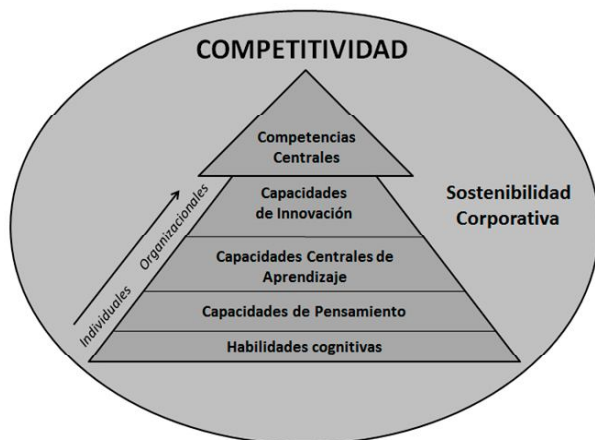 COMPETITIVIDAD
Competencias
Centrales
Capacidades
de Innovación
Sostenibilidad
Corporativa
Organizacionales
Individuales
Capacidades Centrales de
Aprendizaje
Capacidades de Pensamiento
Habilidades cognitivas